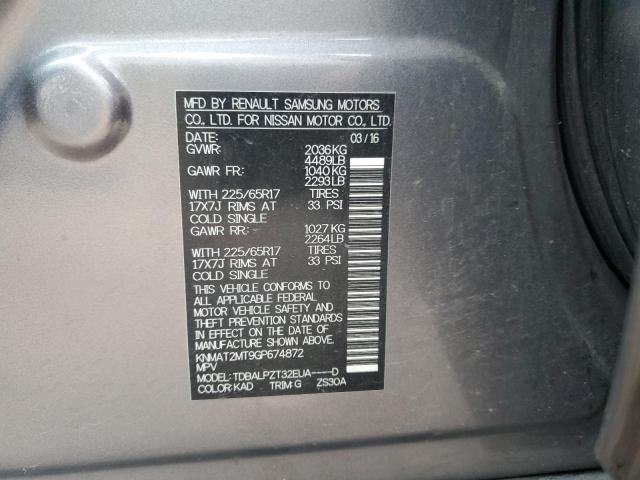 MFD BY RENAULT SAMSUNG MOTORS
CO., LTD. FOR NISSAN MOTOR CO., LTD.
DATE: 03/16
GVWR: 2036KG
4489LB
GAWR FR: 1040KG
2293LB
WITH 225/65R17 TIRES
17X7J RIMS AT 33 PSI
COLD SINGLE
GAWR RR: 1027KG
2264LB
WITH 225/65R17 TIRES
17X7J RIMS AT 33 PSI
COLD SINGLE
THIS VEHICLE CONFORMS TO
ALL APPLICABLE FEDERAL
MOTOR VEHICLE SAFETY AND
THEFT PREVENTION STANDARDS
IN EFFECT ON THE DATE OF
MANUFACTURE SHOWN ABOVE.
KNMAT2MT9GP674872
MPV
MODEL: TDBALPZT32EUA----D
COLOR: KAD TRIM: G ZS30A